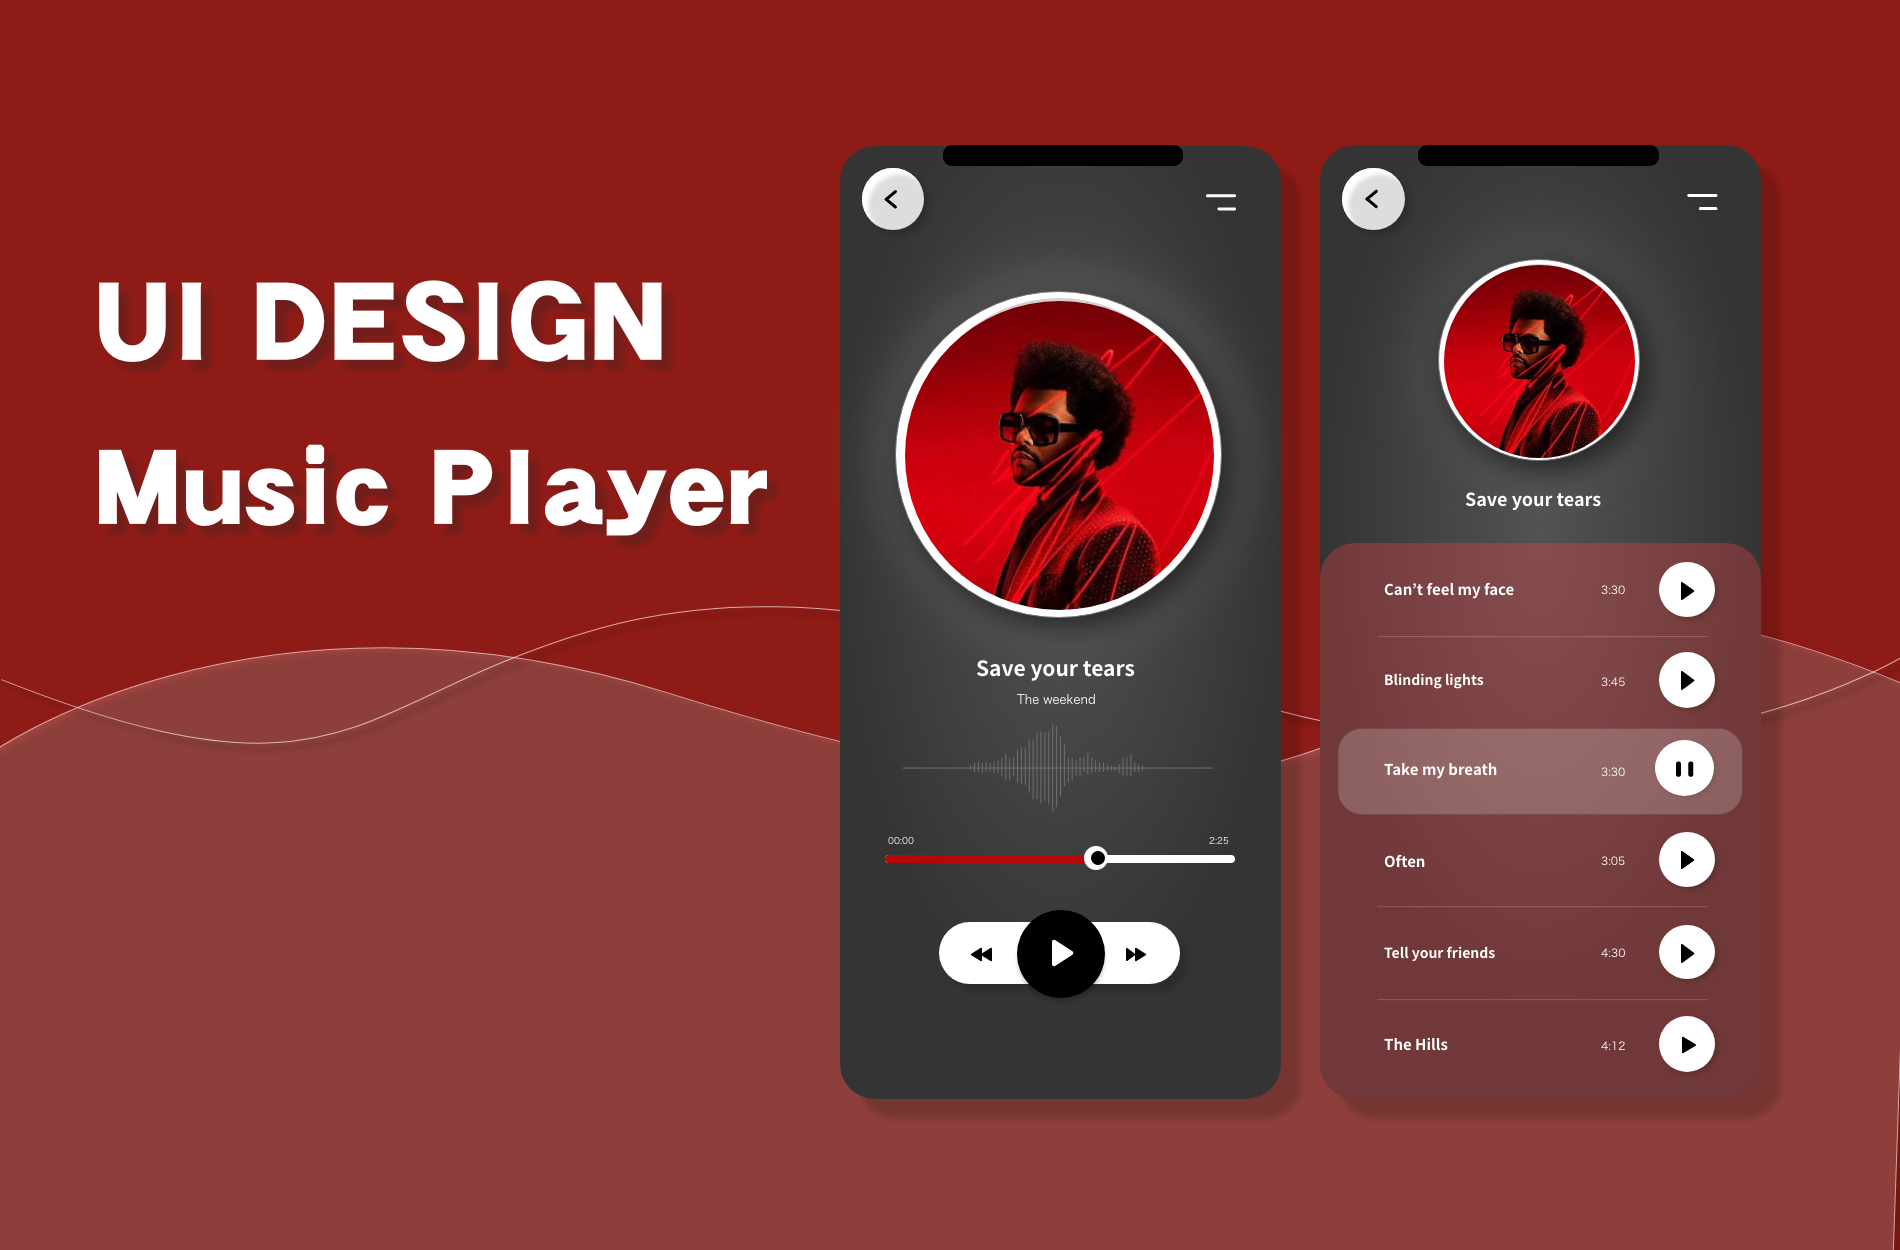 UI DESIGN
Music Player
Save your tears
The weekend
00:00
2:25
Save your tears
Can’t feel my face 3:30
Blinding lights 3:45
Take my breath 3:30
Often 3:05
Tell your friends 4:30
The Hills 4:12